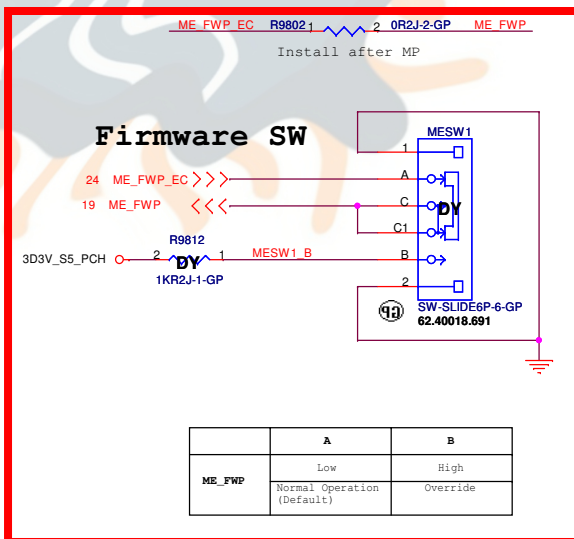 ME_FWP_EC R9802 1 2 0R2J-2-GP ME_FWP
Install after MP
Firmware SW
MESW1
1
24 ME_FWP_EC A
19 ME_FWP C
DY
C1
R9812
3D3V_S5_PCH 2 DY 1 MESW1_B B
1KR2J-1-GP
2
GP
SW-SLIDE6P-6-GP
62.40018.691
A B
ME_FWP
Low High
Normal Operation Override
(Default)